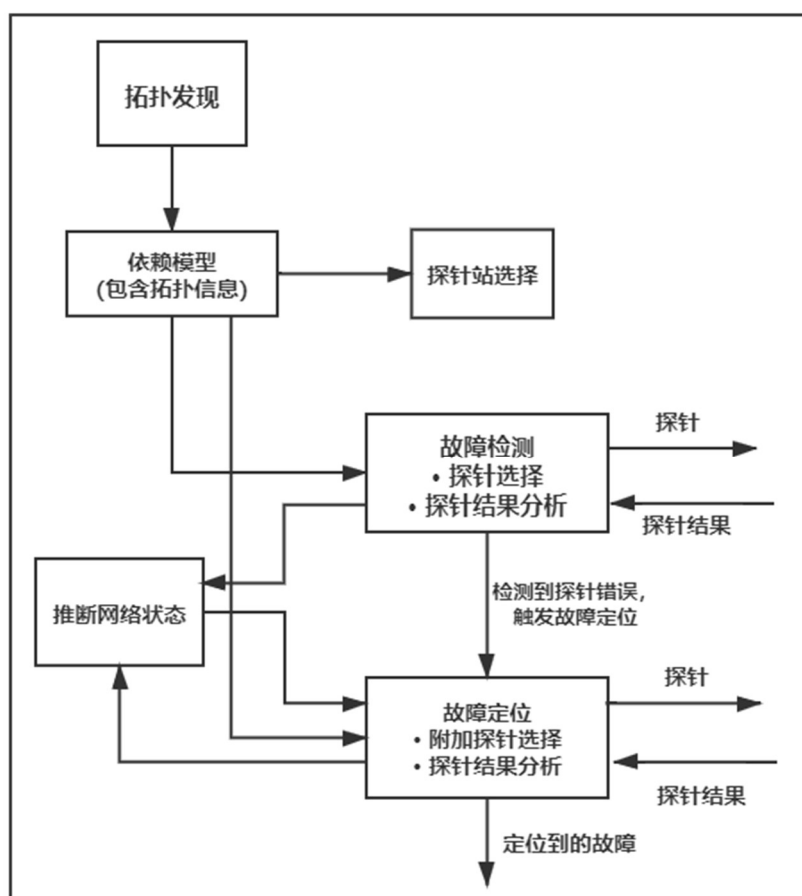 拓扑发现
依赖模型
(包含拓扑信息)
探针站选择
故障检测
• 探针选择
• 探针结果分析
探针
探针结果
推断网络状态
检测到探针错误,
触发故障定位
故障定位
• 附加探针选择
• 探针结果分析
探针
探针结果
定位到的故障